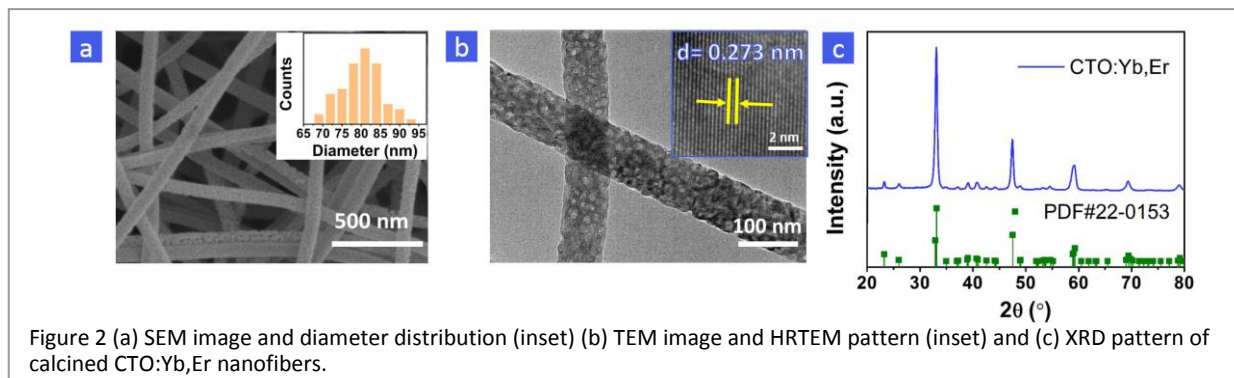 a
Counts
65 70 75 80 85 90 95
Diameter (nm)
500 nm
b
d= 0.273 nm
2 nm
100 nm
c
Intensity (a.u.)
CTO:Yb,Er
PDF#22-0153
20 30 40 50 60 70 80
2θ (°)
Figure 2 (a) SEM image and diameter distribution (inset) (b) TEM image and HRTEM pattern (inset) and (c) XRD pattern of
calcined CTO:Yb,Er nanofibers.